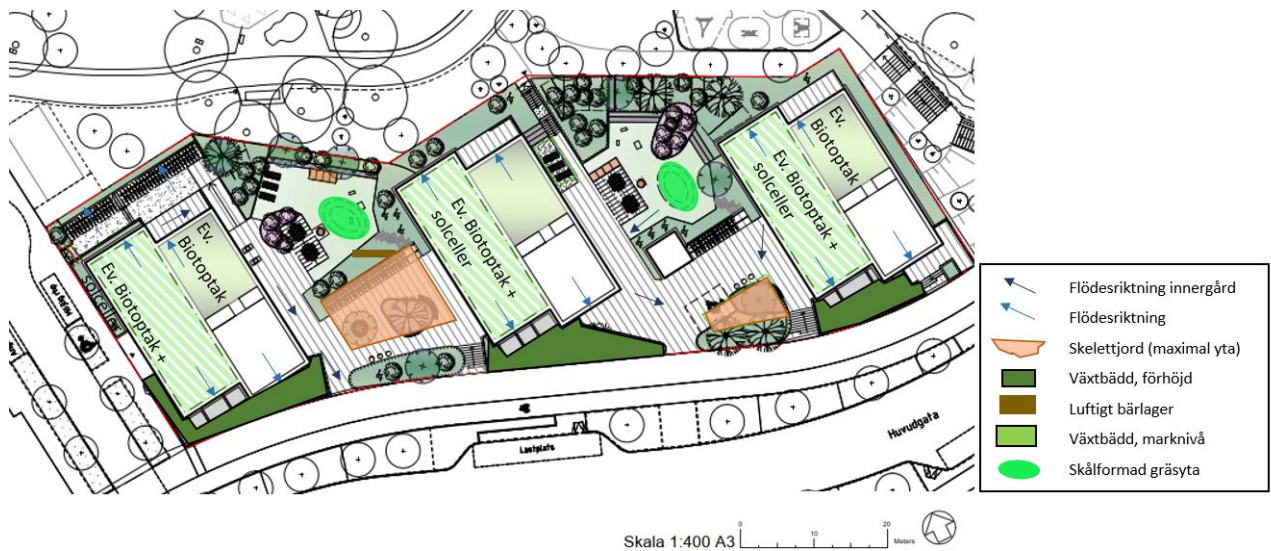 Ev. Biotoptak +
solceller
Ev.
Biotoptak
Ev. Biotoptak +
solceller
Ev. Biotoptak +
solceller
Ev.
Biotoptak
Lastplats
Huvudgata
Flödesriktning innergård
Flödesriktning
Skelettjord (maximal yta)
Växtbädd, förhöjd
Luftigt bärlager
Växtbädd, marknivå
Skålformad gräsyta
Skala 1:400 A3
0 10 20
Meters